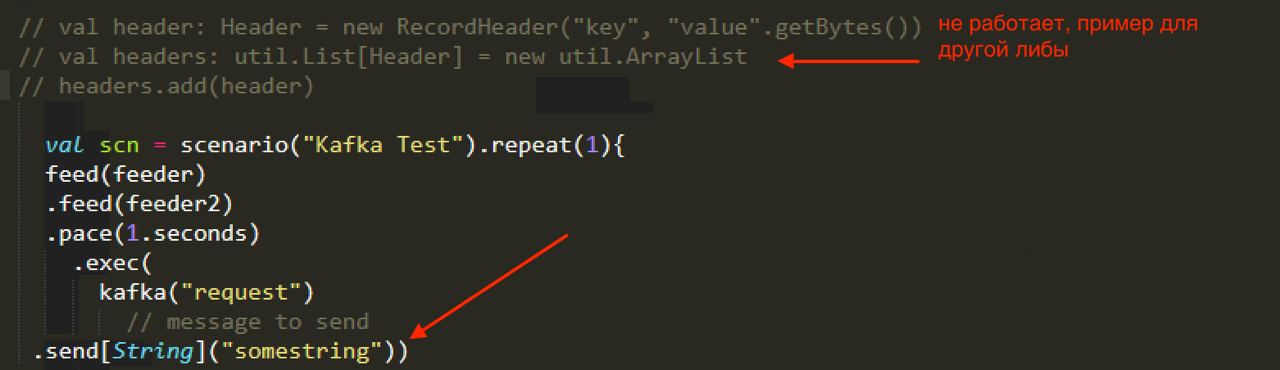 // val header: Header = new RecordHeader("key", "value".getBytes())
не работает, пример для
другой либы
// val headers: util.List[Header] = new util.ArrayList
// headers.add(header)
val scn = scenario("Kafka Test").repeat(1){
feed(feeder)
.feed(feeder2)
.pace(1.seconds)
.exec(
kafka("request")
// message to send
.send[String]("somestring"))